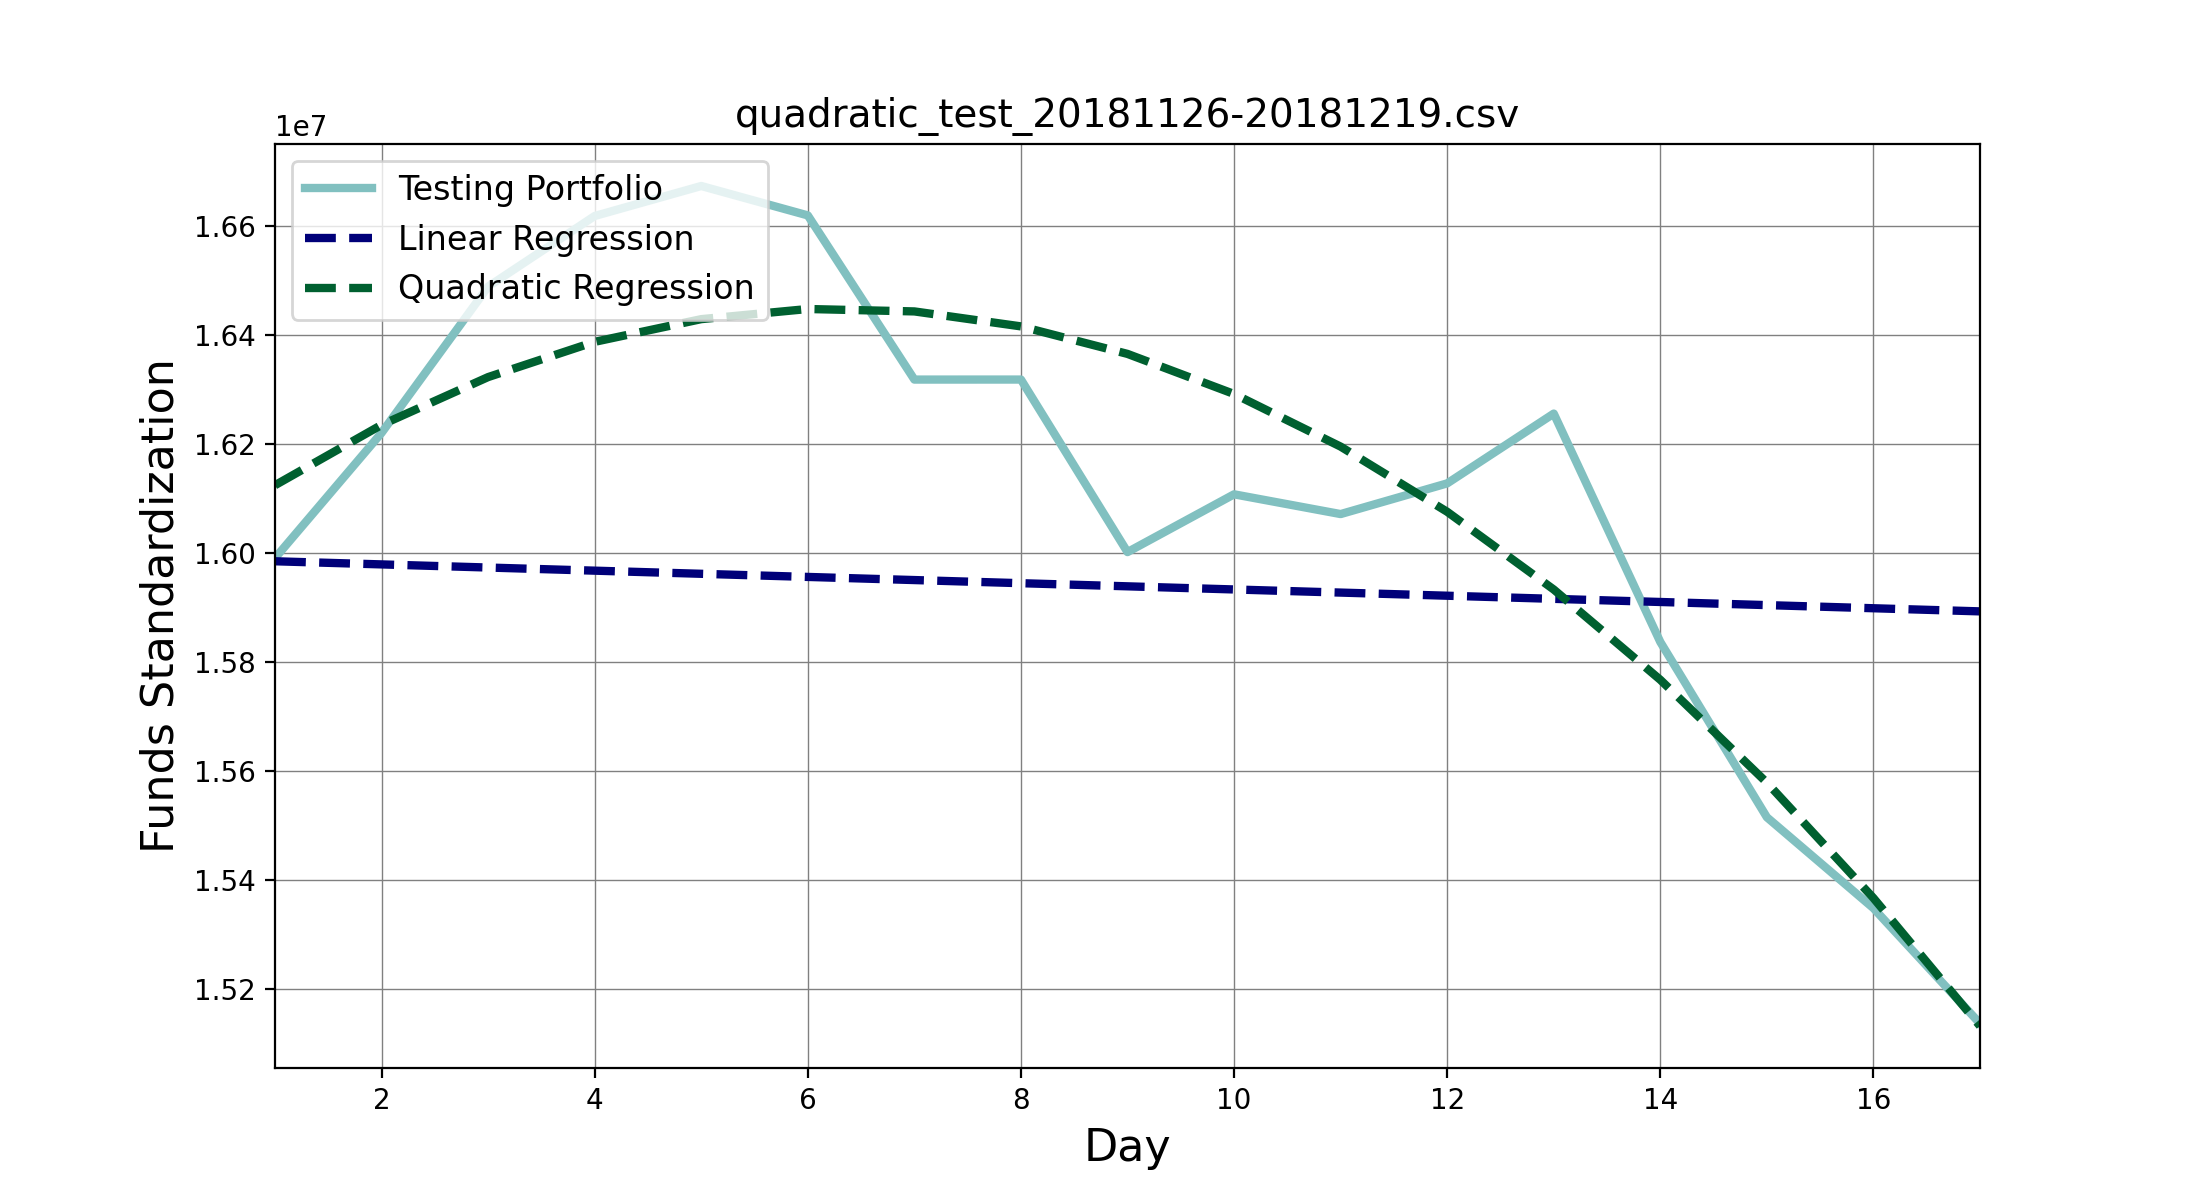 quadratic_test_20181126-20181219.csv
1e7
Testing Portfolio
Linear Regression
Quadratic Regression
1.66
1.64
1.62
1.60
1.58
1.56
1.54
1.52
Funds Standardization
2 4 6 8 10 12 14 16
Day